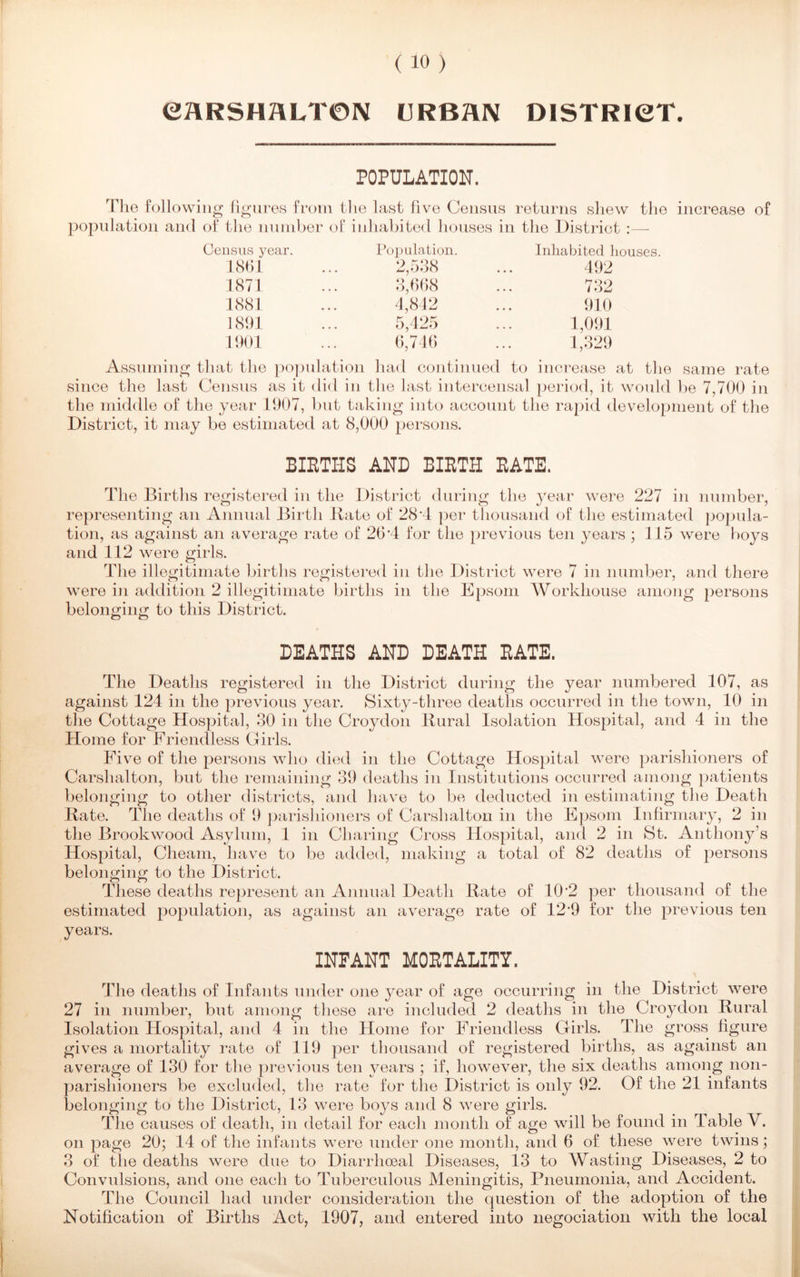 ( 10 )
CARSHALTON URBAN DISTRICT.
POPULATION.
The following figures from the last five Census returns shew the increase of
population and of the number of inhabited houses in the District :—
Census year. Population. Inhabited houses.
1861 ... 2,538 ... 492
1871 ... 3,668 ... 732
1881 ... 4,842 ... 910
1891 ... 5,425 ... 1,091
1901 ... 6,746 ... 1,329
Assuming that the population had continued to increase at the same rate
since the last Census as it did in the last intercensal period, it would be 7,700 in
the middle of the year 1907, but taking into account the rapid development of the
District, it may be estimated at 8,000 persons.
BIRTHS AND BIRTH RATE.
The Births registered in the District during the year were 227 in number,
representing an Annual Birth Rate of 28·4 per thousand of the estimated popula-
tion, as against an average rate of 26·4 for the previous ten years ; 115 were boys
and 112 were girls.
The illegitimate births registered in the District were 7 in number, and there
were in addition 2 illegitimate births in the Epsom Workhouse among persons
belonging to this District.
DEATHS AND DEATH RATE.
The Deaths registered in the District during the year numbered 107, as
against 124 in the previous year. Sixty-three deaths occurred in the town, 10 in
the Cottage Hospital, 30 in the Croydon Rural Isolation Hospital, and 4 in the
Home for Friendless Girls.
Five of the persons who died in the Cottage Hospital were parishioners of
Carshalton, but the remaining 39 deaths in Institutions occurred among patients
belonging to other districts, and have to be deducted in estimating the Death
Rate. The deaths of 9 parishioners of Carshalton in the Epsom Infirmary, 2 in
the Brookwood Asylum, 1 in Charing Cross Hospital, and 2 in St. Anthony's
Hospital, Cheam, have to be added, making a total of 82 deaths of persons
belonging to the District.
These deaths represent an Annual Death Rate of 10·2 per thousand of the
estimated population, as against an average rate of 12·9 for the previous ten
years.
INFANT MORTALITY.
The deaths of Infants under one year of age occurring in the District were
27 in number, but among these are included 2 deaths in the Croydon Rural
Isolation Hospital, and 4 in the Home for Friendless Girls. The gross figure
gives a mortality rate of 119 per thousand of registered births, as against an
average of 130 for the previous ten years ; if, however, the six deaths among non-
parishioners be excluded, the rate for the District is only 92. Of the 21 infants
belonging to the District, 13 were boys and 8 were girls.
The causes of death, in detail for each month of age will be found in Table V.
on page 20; 14 of the infants were under one month, and 6 of these were twins ;
3 of the deaths were due to Diarrhœal Diseases, 13 to Wasting Diseases, 2 to
Convulsions, and one each to Tuberculous Meningitis, Pneumonia, and Accident.
The Council had under consideration the question of the adoption of the
Notification of Births Act, 1907, and entered into negociation with the local